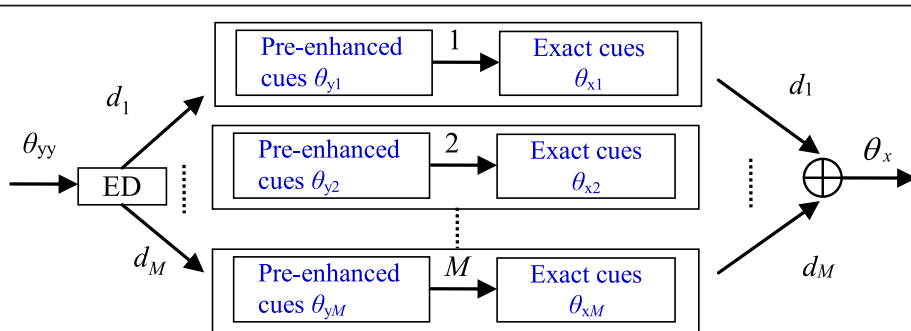 1
Pre-enhanced
cues θy1
Exact cues
θx1
d1
d1
θyy
ED
2
Pre-enhanced
cues θy2
Exact cues
θx2
θx
dM
M
Pre-enhanced
cues θyM
Exact cues
θxM
dM